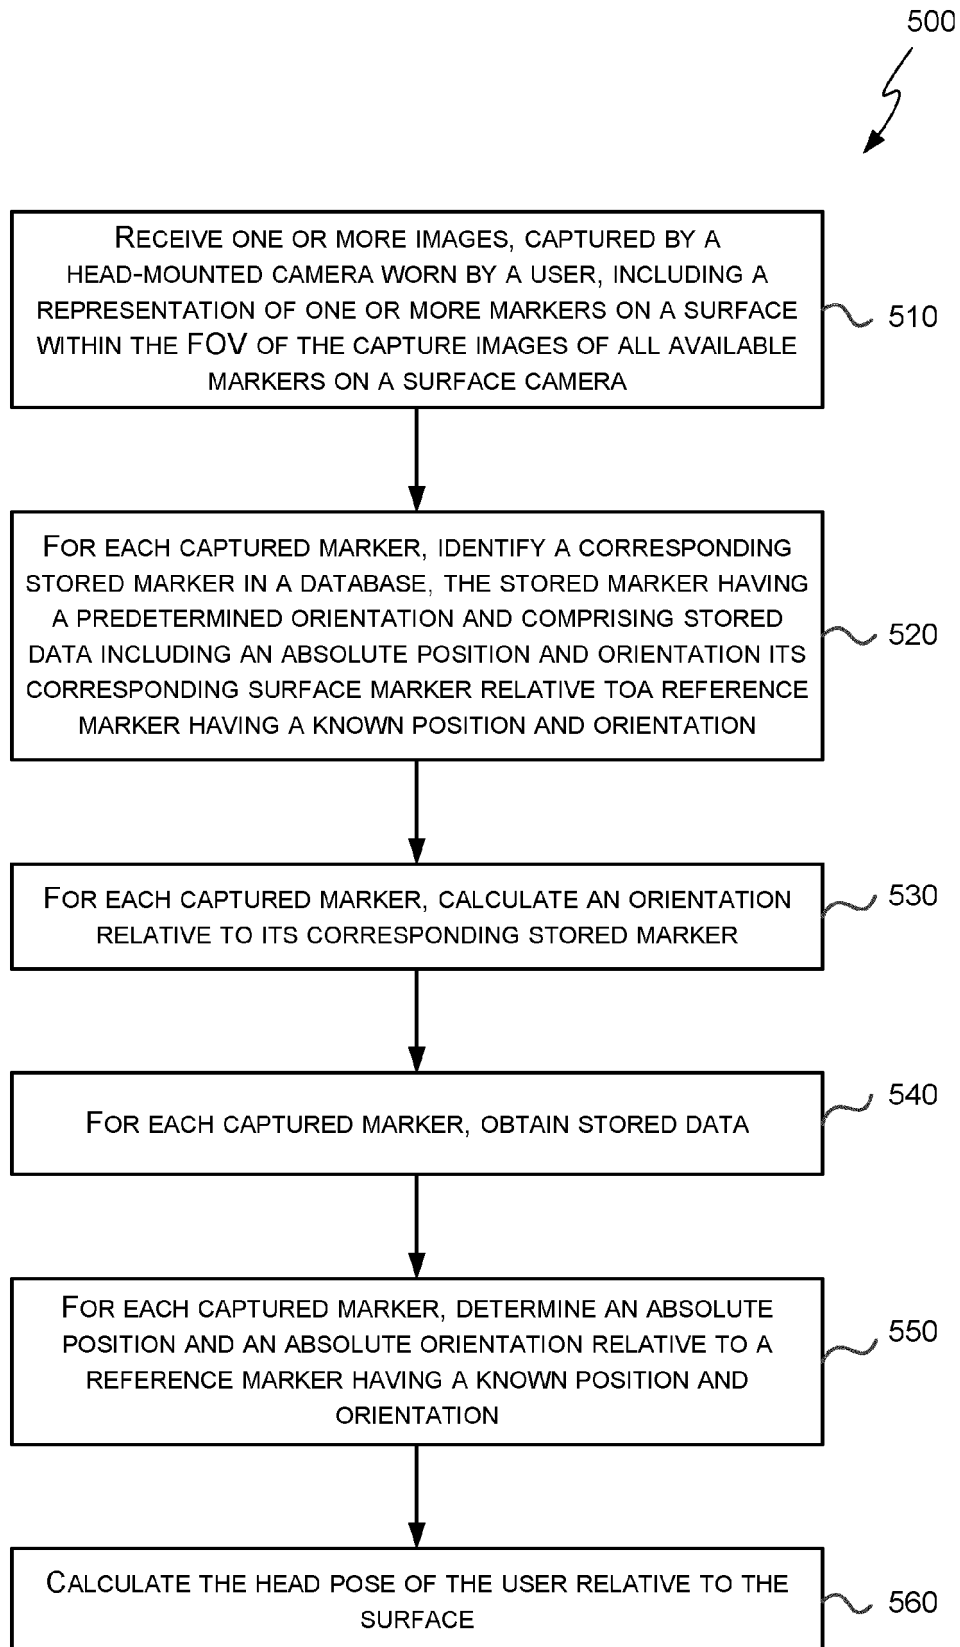 500
RECEIVE ONE OR MORE IMAGES, CAPTURED BY A
HEAD-MOUNTED CAMERA WORN BY A USER, INCLUDING A
REPRESENTATION OF ONE OR MORE MARKERS ON A SURFACE
WITHIN THE FOV OF THE CAPTURE IMAGES OF ALL AVAILABLE
MARKERS ON A SURFACE CAMERA
510
FOR EACH CAPTURED MARKER, IDENTIFY A CORRESPONDING
STORED MARKER IN A DATABASE, THE STORED MARKER HAVING
A PREDETERMINED ORIENTATION AND COMPRISING STORED
DATA INCLUDING AN ABSOLUTE POSITION AND ORIENTATION ITS
CORRESPONDING SURFACE MARKER RELATIVE TOA REFERENCE
MARKER HAVING A KNOWN POSITION AND ORIENTATION
520
FOR EACH CAPTURED MARKER, CALCULATE AN ORIENTATION
RELATIVE TO ITS CORRESPONDING STORED MARKER
530
FOR EACH CAPTURED MARKER, OBTAIN STORED DATA
540
FOR EACH CAPTURED MARKER, DETERMINE AN ABSOLUTE
POSITION AND AN ABSOLUTE ORIENTATION RELATIVE TO A
REFERENCE MARKER HAVING A KNOWN POSITION AND
ORIENTATION
550
CALCULATE THE HEAD POSE OF THE USER RELATIVE TO THE
SURFACE
560